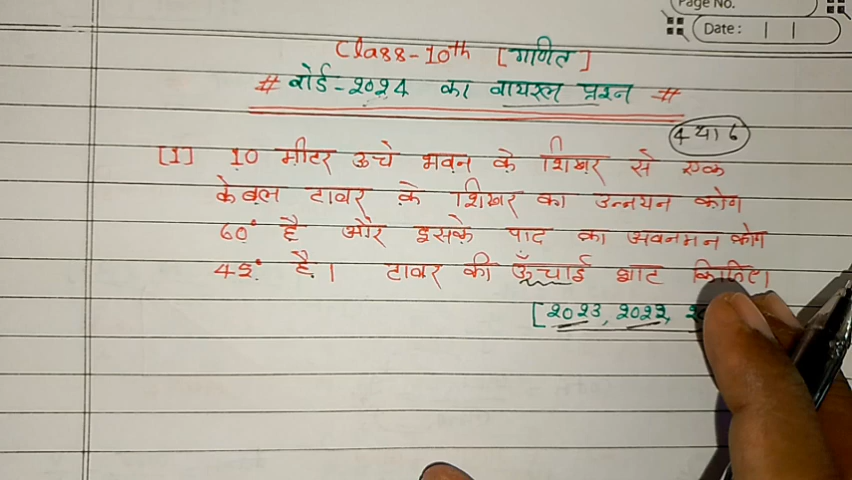 Page No.
Date:
Class-10th [गणित]
# बोर्ड-2024 का वायरल प्रश्न #
4 या 6
[1] 10 मीटर ऊचे भवन के शिखर से एक
केबल टावर के शिखर का उन्नयन कोण
60° है और इसके पाद का अवनमन कोण
45° है। टावर की ऊँचाई ज्ञात किजिए।
[2023, 2022,